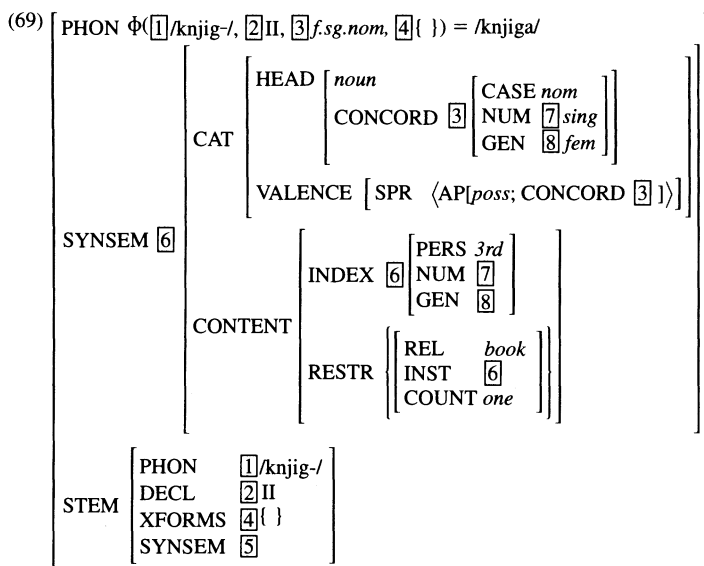 (69) PHON Φ([1]/knjig-/, [2]II, [3]f.sg.nom, [4]{ }) = /knjiga/
HEAD noun
CASE nom
CONCORD [3] NUM [7] sing
GEN [8] fem
CAT
VALENCE [ SPR ⟨AP[poss; CONCORD [3] ]⟩]
SYNSEM [6]
PERS 3rd
INDEX [6] NUM [7]
GEN [8]
CONTENT
REL book
RESTR { INST [6] }
COUNT one
PHON [1]/knjig-/
DECL [2]II
STEM
XFORMS [4]{ }
SYNSEM [5]